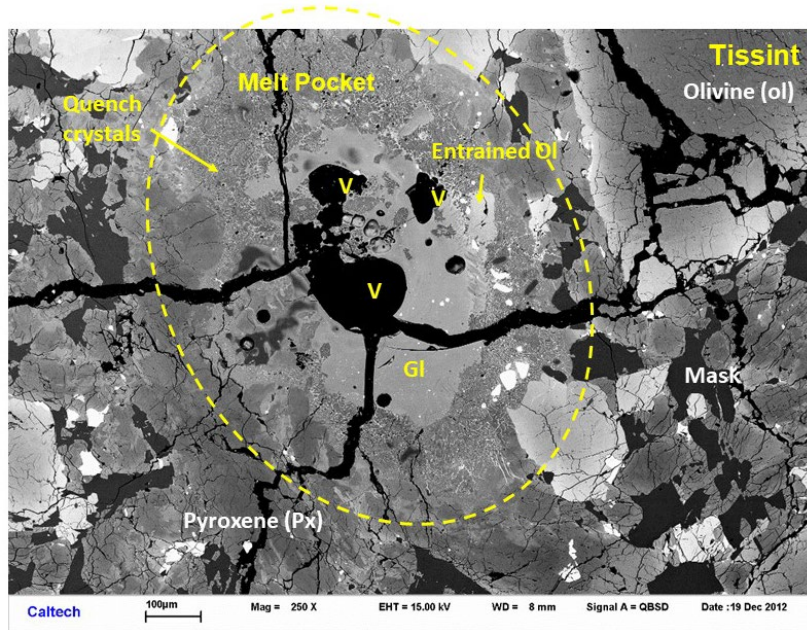 Tissint
Melt Pocket
Olivine (ol)
Quench
crystals
Entrained Ol
V
V
V
Gl
Mask
Pyroxene (Px)
Caltech
100µm
Mag = 250 X
EHT = 15.00 kV
WD = 8 mm
Signal A = QBSD
Date :19 Dec 2012